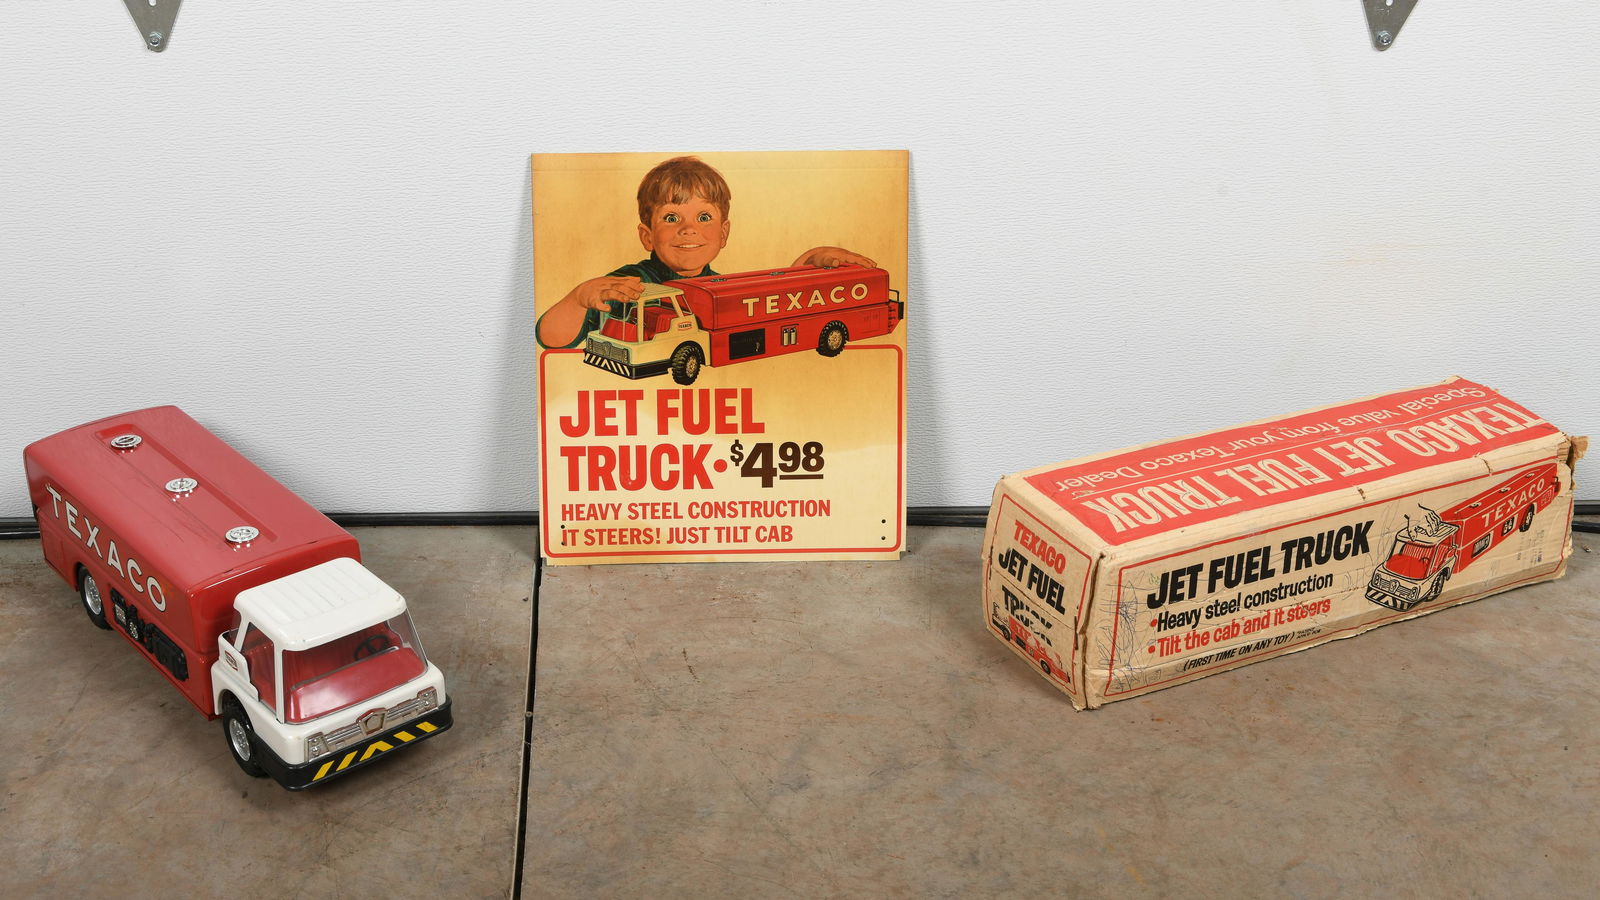 TEXACO
TEXACO
TEXACO
JET FUEL
TRUCK • $4.98
HEAVY STEEL CONSTRUCTION
IT STEERS! JUST TILT CAB
TEXACO JET FUEL TRUCK
Special value from your Texaco Dealer
TEXACO
JET FUEL
TRUCK
JET FUEL TRUCK
•Heavy steel construction
•Tilt the cab and it steers
(FIRST TIME ON ANY TOY)
TEXACO